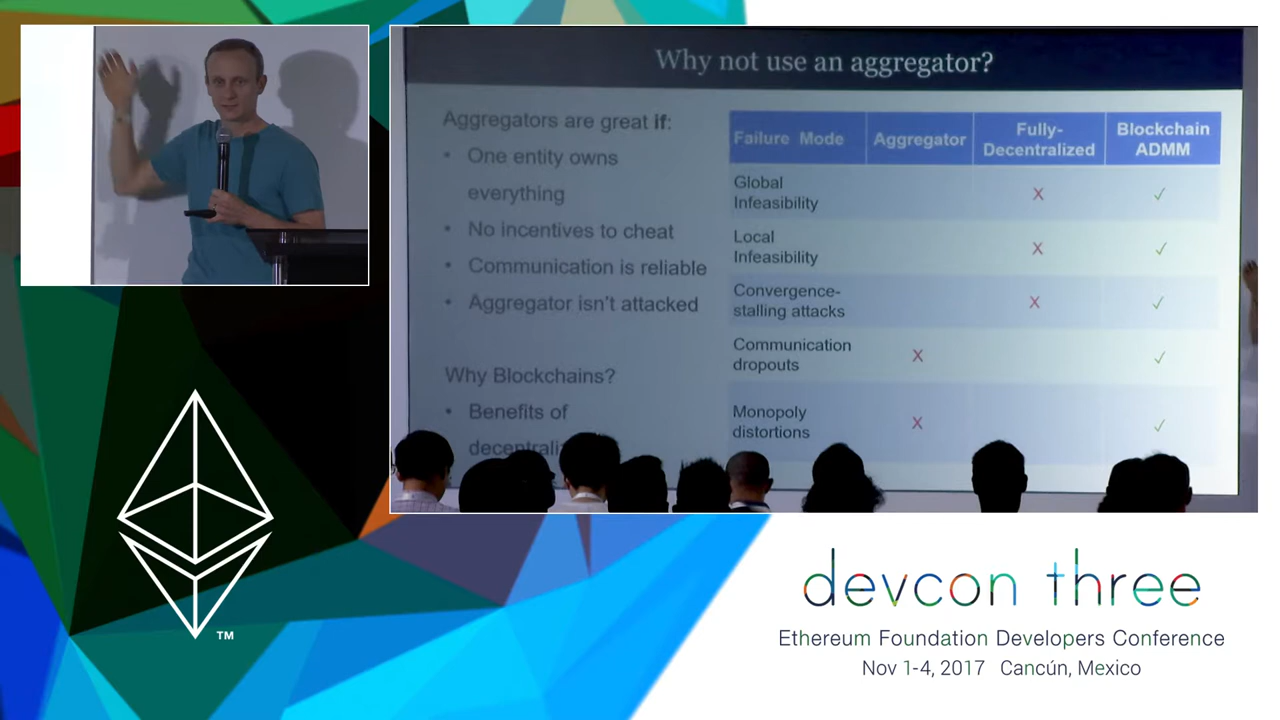 Why not use an aggregator?
Aggregators are great if:
• One entity owns
everything
• No incentives to cheat
• Communication is reliable
• Aggregator isn't attacked
Why Blockchains?
• Benefits of
Failure Mode Aggregator Fully-Decentralized Blockchain ADMM
Global
Infeasibility X ✓
Local
Infeasibility X ✓
Convergence-
stalling attacks X ✓
Communication
dropouts X ✓
Monopoly
distortions X ✓
TM
devcon three
Ethereum Foundation Developers Conference
Nov 1-4, 2017 Cancún, Mexico